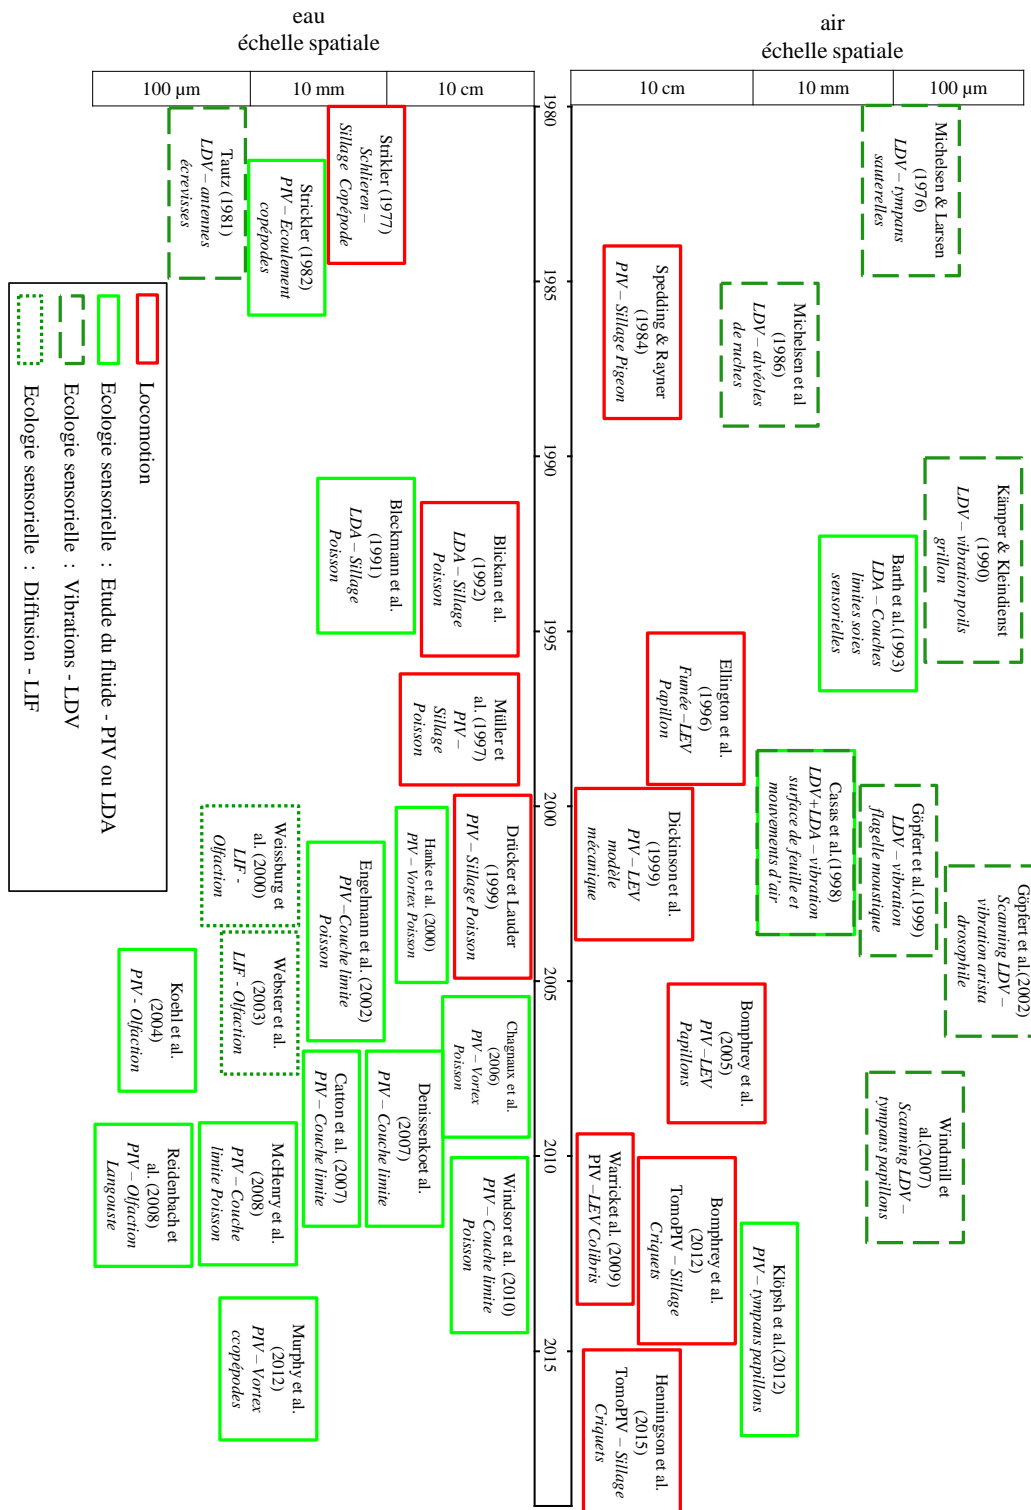 eau
échelle spatiale
100 µm
10 mm
10 cm
air
échelle spatiale
10 cm
10 mm
100 µm
1980
1985
1990
1995
2000
2005
2010
2015
Michelsen & Larsen
(1976)
LDV – tympans
sauterelles
Michelsen et al
(1986)
LDV – alvéoles
de ruches
Spedding & Rayner
(1984)
PIV – Sillage Pigeon
Kämper & Kleindienst
(1990)
LDV – vibration poils
grillon
Barth et al.(1993)
LDA – Couches
limites soies
sensorielles
Ellington et al.
(1996)
Fumée –LEV
Papillon
Casas et al.(1998)
LDV+LDA – vibration
surface de feuille et
mouvements d'air
Göpfert et al.(1999)
LDV – vibration
flagelle moustique
Göpfert et al.(2002)
Scanning LDV –
vibration arista
drosophile
Dickinson et al.
(1999)
PIV – LEV
modèle
mécanique
Bomphrey et al.
(2005)
PIV –LEV
Papillons
Windmill et
al.(2007)
Scanning LDV –
tympans papillons
Warricket al. (2009)
PIV –LEV Colibris
Bomphrey et al.
(2012)
TomoPIV – Sillage
Criquets
Klöpsh et al.(2012)
PIV – tympans papillons
Henningson et al.
(2015)
TomoPIV – Sillage
Criquets
Strikler (1977)
Schlieren –
Sillage Copépode
Strickler (1982)
PIV – Ecoulement
copépodes
Tautz (1981)
LDV – antennes
écrevisses
Blickan et al.
(1992)
LDA – Sillage
Poisson
Bleckmann et al.
(1991)
LDA – Sillage
Poisson
Müller et
al. (1997)
PIV –
Sillage
Poisson
Drücker et Lauder
(1999)
PIV – Sillage Poisson
Hanke et al. (2000)
PIV – Vortex Poisson
Engelmann et al. (2002)
PIV – Couche limite
Poisson
Weissburg et
al. (2000)
LIF -
Olfaction
Webster et al.
(2003)
LIF - Olfaction
Koehl et al.
(2004)
PIV - Olfaction
Chagnaux et al.
(2006)
PIV – Vortex
Poisson
Denissenkoet al.
(2007)
PIV – Couche limite
Catton et al. (2007)
PIV – Couche limite
McHenry et al.
(2008)
PIV – Couche
limite Poisson
Reidenbach et
al. (2008)
PIV – Olfaction
Langouste
Windsor et al. (2010)
PIV – Couche limite
Poisson
Murphy et al.
(2012)
PIV – Vortex
ccopépodes
Locomotion
Ecologie sensorielle : Etude du fluide - PIV ou LDA
Ecologie sensorielle : Vibrations - LDV
Ecologie sensorielle : Diffusion - LIF